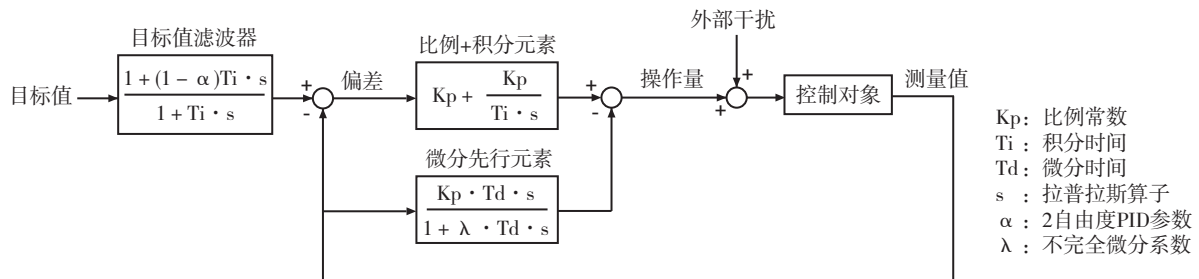 外部干扰
目标值滤波器
比例+积分元素
目标值
1+(1-α)Ti・s
1+Ti・s
+
-
偏差
Kp+
Kp
Ti・s
+
-
操作量
+
+
控制对象
测量值
微分先行元素
Kp・Td・s
1+λ・Td・s
Kp：比例常数
Ti：积分时间
Td：微分时间
s：拉普拉斯算子
α：2自由度PID参数
λ：不完全微分系数